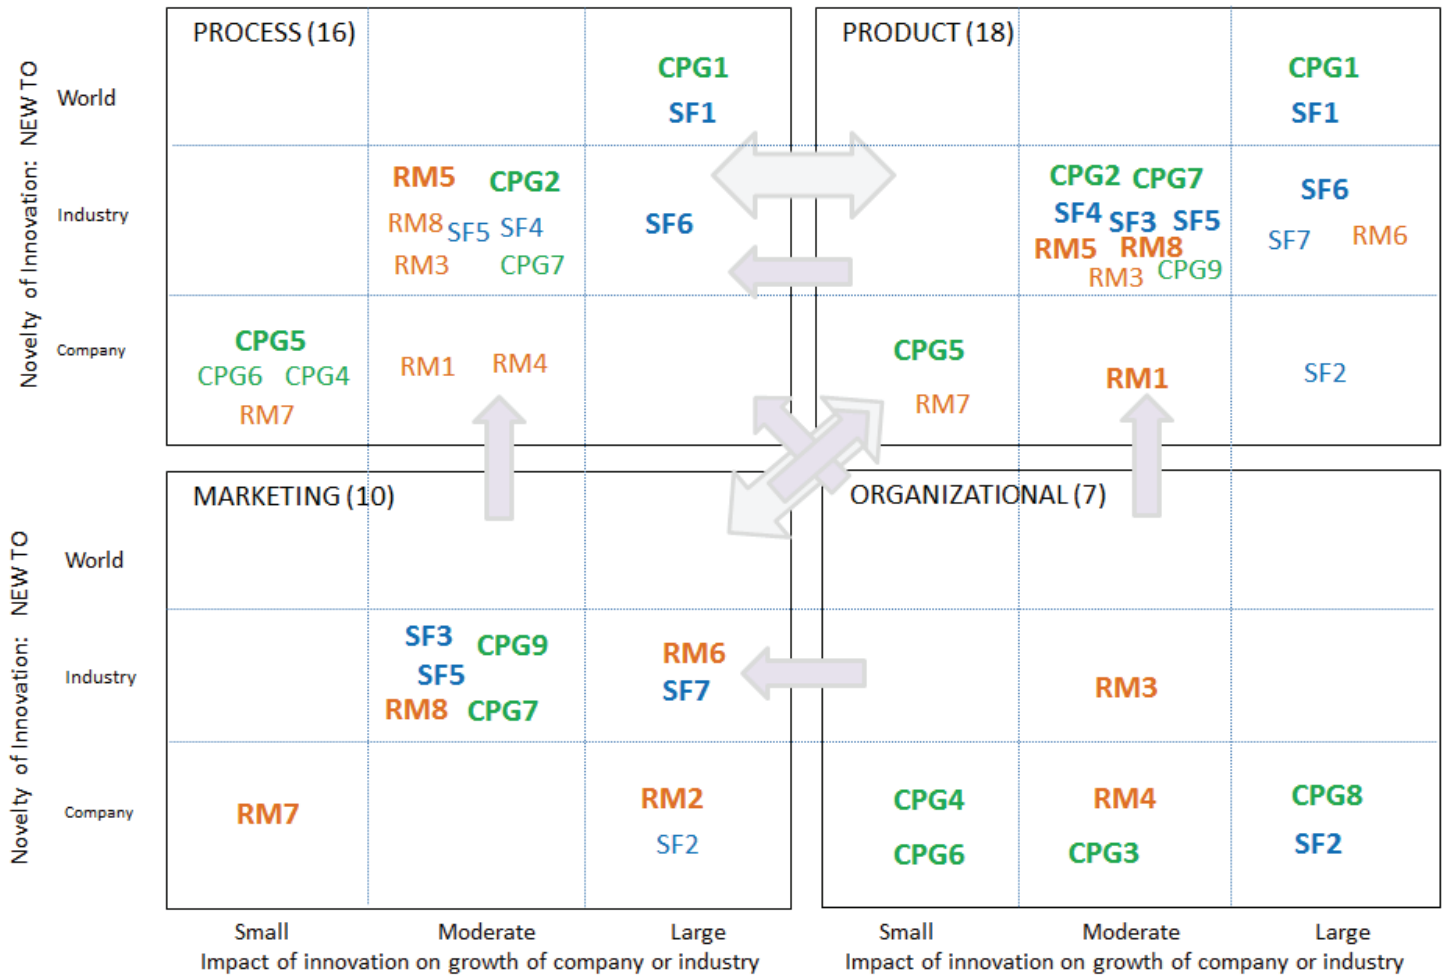 PROCESS (16)
PRODUCT (18)
Novelty of Innovation: NEW TO
World
CPG1
SF1
CPG1
SF1
Industry
RM5 CPG2
RM8 SF5 SF4
RM3 CPG7
SF6
CPG2 CPG7
SF4 SF3 SF5
RM5 RM8
RM3 CPG9
SF6
SF7 RM6
Company
CPG5
CPG6 CPG4
RM7
RM1 RM4
CPG5
RM7
RM1
SF2
MARKETING (10)
ORGANIZATIONAL (7)
Novelty of Innovation: NEW TO
World
Industry
SF3 CPG9
SF5
RM8 CPG7
RM6
SF7
RM3
Company
RM7
RM2
SF2
CPG4
CPG6
RM4
CPG3
CPG8
SF2
Small Moderate Large
Impact of innovation on growth of company or industry
Small Moderate Large
Impact of innovation on growth of company or industry